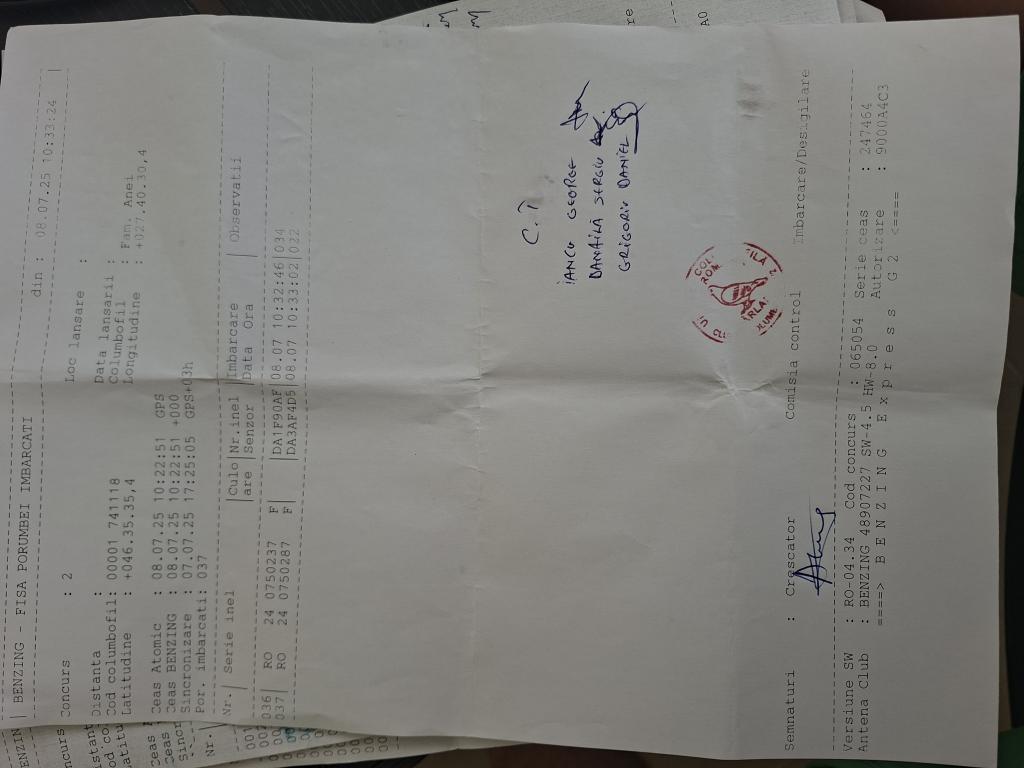 | BENZING - FISA PORUMBEI IMBARCATI din : 08.07.25 10:33:24 |
Concurs : 2 Loc lansare :
Distanta : Data lansarii :
Cod columbofil: 00001 741118 Columbofil : Fam. Anei
Latitudine : +046.35.35,4 Longitudine : +027.40.30,4
Ceas Atomic : 08.07.25 10:22:51 GPS
Ceas BENZING : 08.07.25 10:22:51 +000
Sincronizare : 07.07.25 17:25:05 GPS+03h
Por. imbarcati: 037
Nr.| Serie inel |Culo|Nr.inel |Imbarcare | Observatii
are |Senzor |Data Ora |
036| RO 24 0750237 F| |DA1F90AF|08.07 10:32:46|034
037| RO 24 0750287 F| |DA3AF4D5|08.07 10:33:02|022
IANCU GEORGE
DANAILA SERGIU
GRIGORIU DANIEL
COL.
ROM
Semnaturi : Crescator Comisia control Imbarcare/Desigilare
Versiune SW : RO-04.34 Cod concurs : 065054 Serie ceas : 247464
Antena Club : BENZING 48907227 SW-4.5 HW-8.0 Autorizare : 9000A4C3
====> B E N Z I N G E x p r e s s G 2 <====